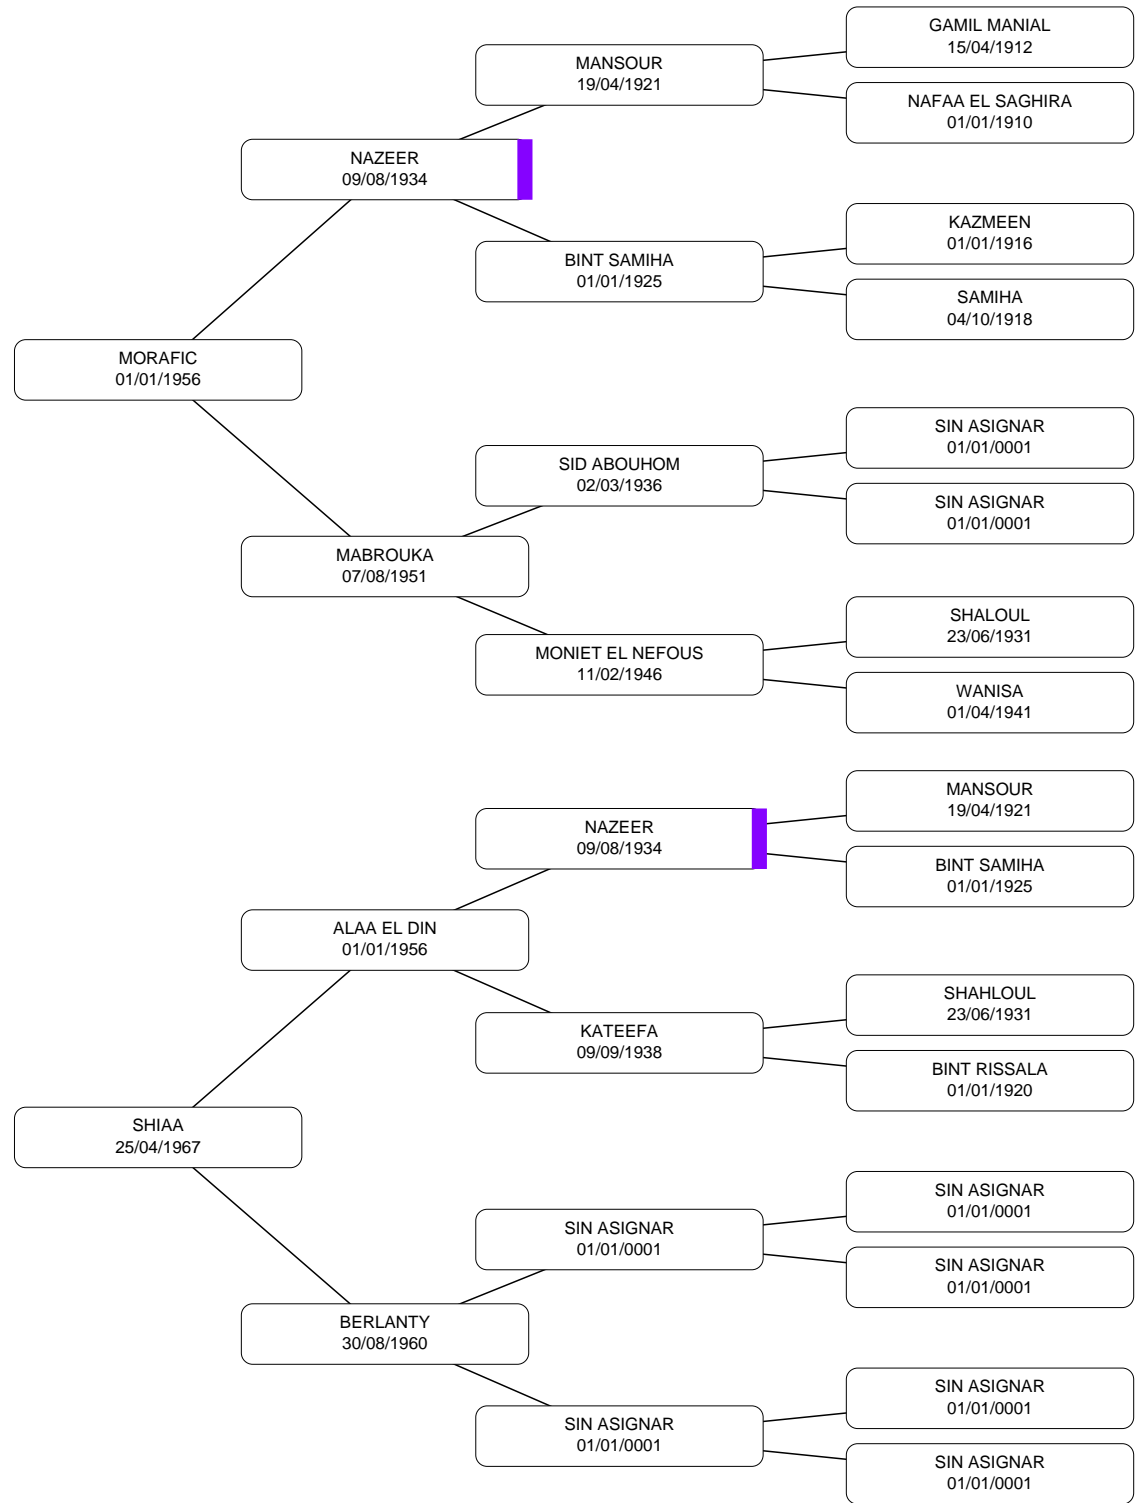 GAMIL MANIAL
15/04/1912
MANSOUR
19/04/1921
NAFAA EL SAGHIRA
01/01/1910
NAZEER
09/08/1934
KAZMEEN
01/01/1916
BINT SAMIHA
01/01/1925
SAMIHA
04/10/1918
MORAFIC
01/01/1956
SIN ASIGNAR
01/01/0001
SID ABOUHOM
02/03/1936
SIN ASIGNAR
01/01/0001
MABROUKA
07/08/1951
SHALOUL
23/06/1931
MONIET EL NEFOUS
11/02/1946
WANISA
01/04/1941
MANSOUR
19/04/1921
NAZEER
09/08/1934
BINT SAMIHA
01/01/1925
ALAA EL DIN
01/01/1956
SHAHLOUL
23/06/1931
KATEEFA
09/09/1938
BINT RISSALA
01/01/1920
SHIAA
25/04/1967
SIN ASIGNAR
01/01/0001
SIN ASIGNAR
01/01/0001
SIN ASIGNAR
01/01/0001
BERLANTY
30/08/1960
SIN ASIGNAR
01/01/0001
SIN ASIGNAR
01/01/0001
SIN ASIGNAR
01/01/0001